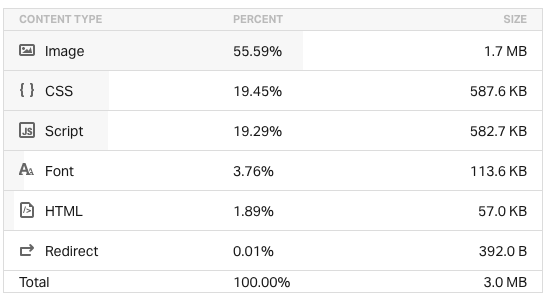 CONTENT TYPE PERCENT SIZE
Image 55.59% 1.7 MB
{ } CSS 19.45% 587.6 KB
JS Script 19.29% 582.7 KB
AA Font 3.76% 113.6 KB
</> HTML 1.89% 57.0 KB
Redirect 0.01% 392.0 B
Total 100.00% 3.0 MB